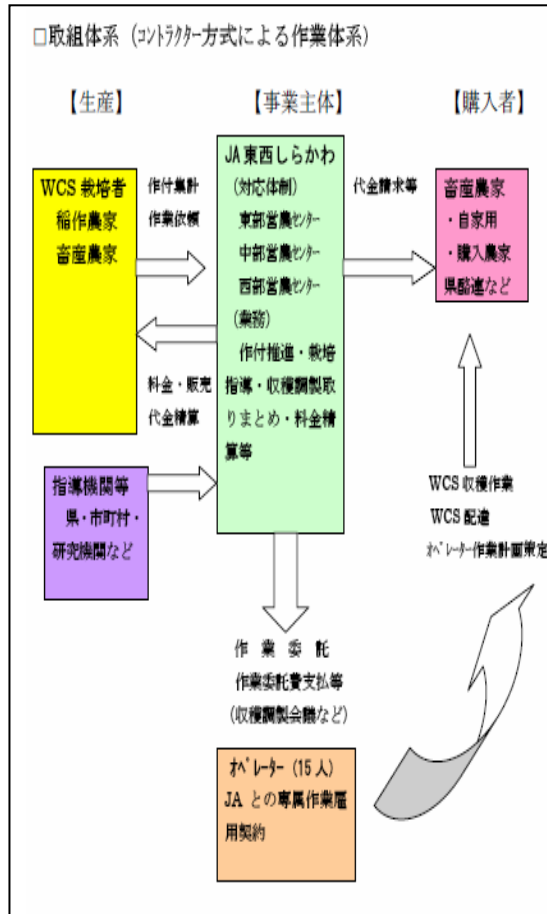 □取組体系（ｺﾝﾄﾗｸﾀｰ方式による作業体系）
【生産】
【事業主体】
【購入者】
WCS 栽培者
稲作農家
畜産農家
作付集計
作業依頼
料金・販売
代金精算
指導機関等
県・市町村・
研究機関など
JA 東西しらかわ
(対応体制)
東部営農ｾﾝﾀｰ
中部営農ｾﾝﾀｰ
西部営農ｾﾝﾀｰ
(業務)
作付推進・栽培
指導・収穫調製取
りまとめ・料金精
算等
代金請求等
畜産農家
・自家用
・購入農家
県酪連など
WCS 収穫作業
WCS 配達
ｵﾍﾟﾚｰﾀｰ作業計画策定
作 業 委 託
作業委託費支払等
(収穫調製会議など)
ｵﾍﾟﾚｰﾀｰ (15 人)
JA との専属作業雇
用契約